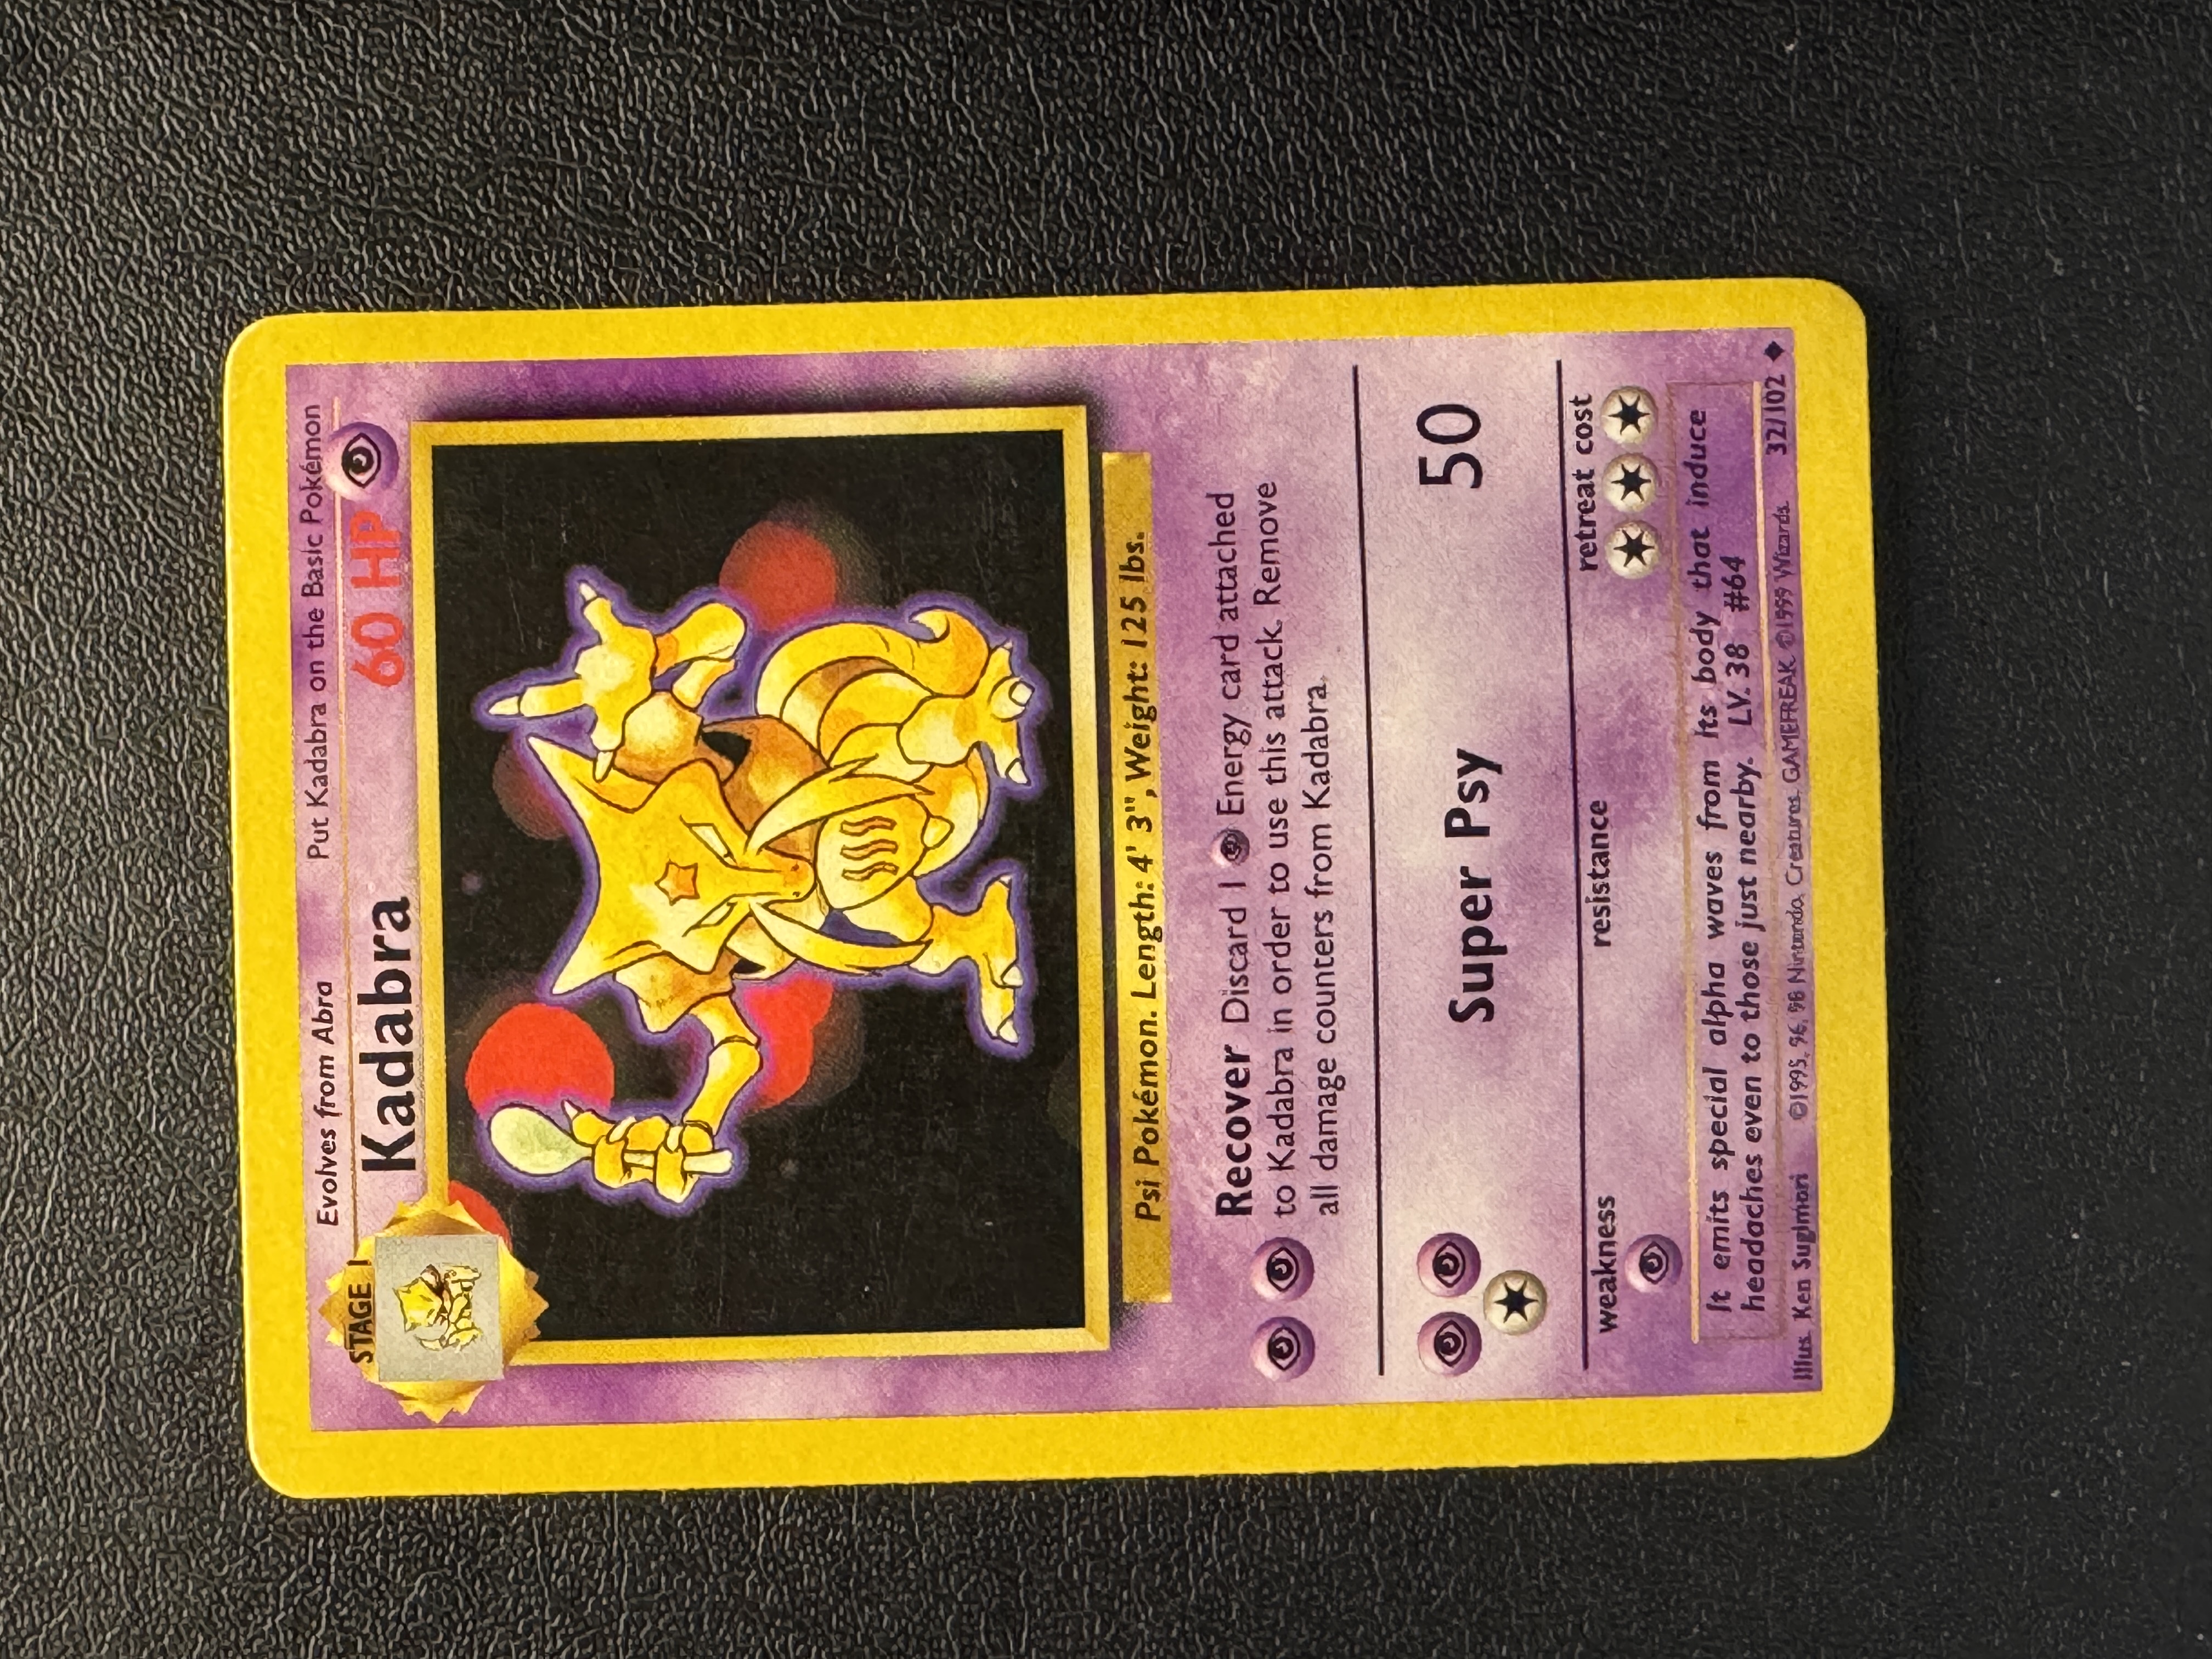 Evolves from Abra Put Kadabra on the Basic Pokémon
STAGE 1
Kadabra 60 HP
Psi Pokémon. Length: 4' 3", Weight: 125 lbs.
Recover Discard 1 Energy card attached
to Kadabra in order to use this attack. Remove
all damage counters from Kadabra.
Super Psy 50
weakness resistance retreat cost
It emits special alpha waves from its body that induce
headaches even to those just nearby. LV. 38 #64
Illus. Ken Sugimori ©1995, 96, 98 Nintendo, Creatures, GAMEFREAK. ©1999 Wizards. 32/102